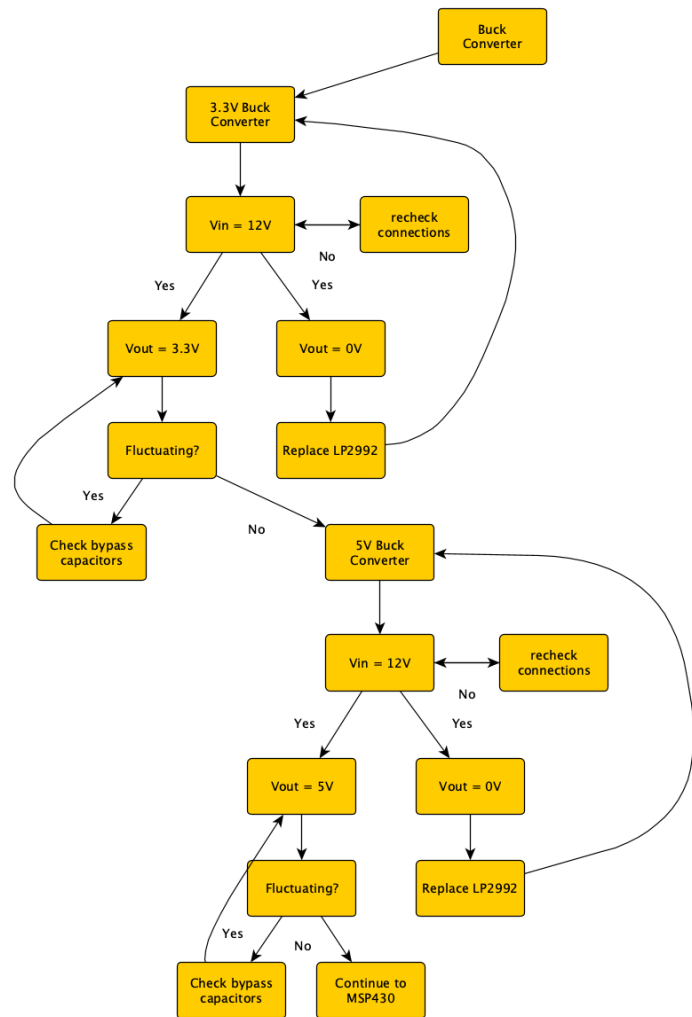 Buck
Converter
3.3V Buck
Converter
Vin = 12V
recheck
connections
No
Yes
Yes
Vout = 3.3V
Vout = 0V
Fluctuating?
Replace LP2992
Yes
No
Check bypass
capacitors
5V Buck
Converter
Vin = 12V
recheck
connections
No
Yes
Yes
Vout = 5V
Vout = 0V
Fluctuating?
Replace LP2992
Yes
No
Check bypass
capacitors
Continue to
MSP430